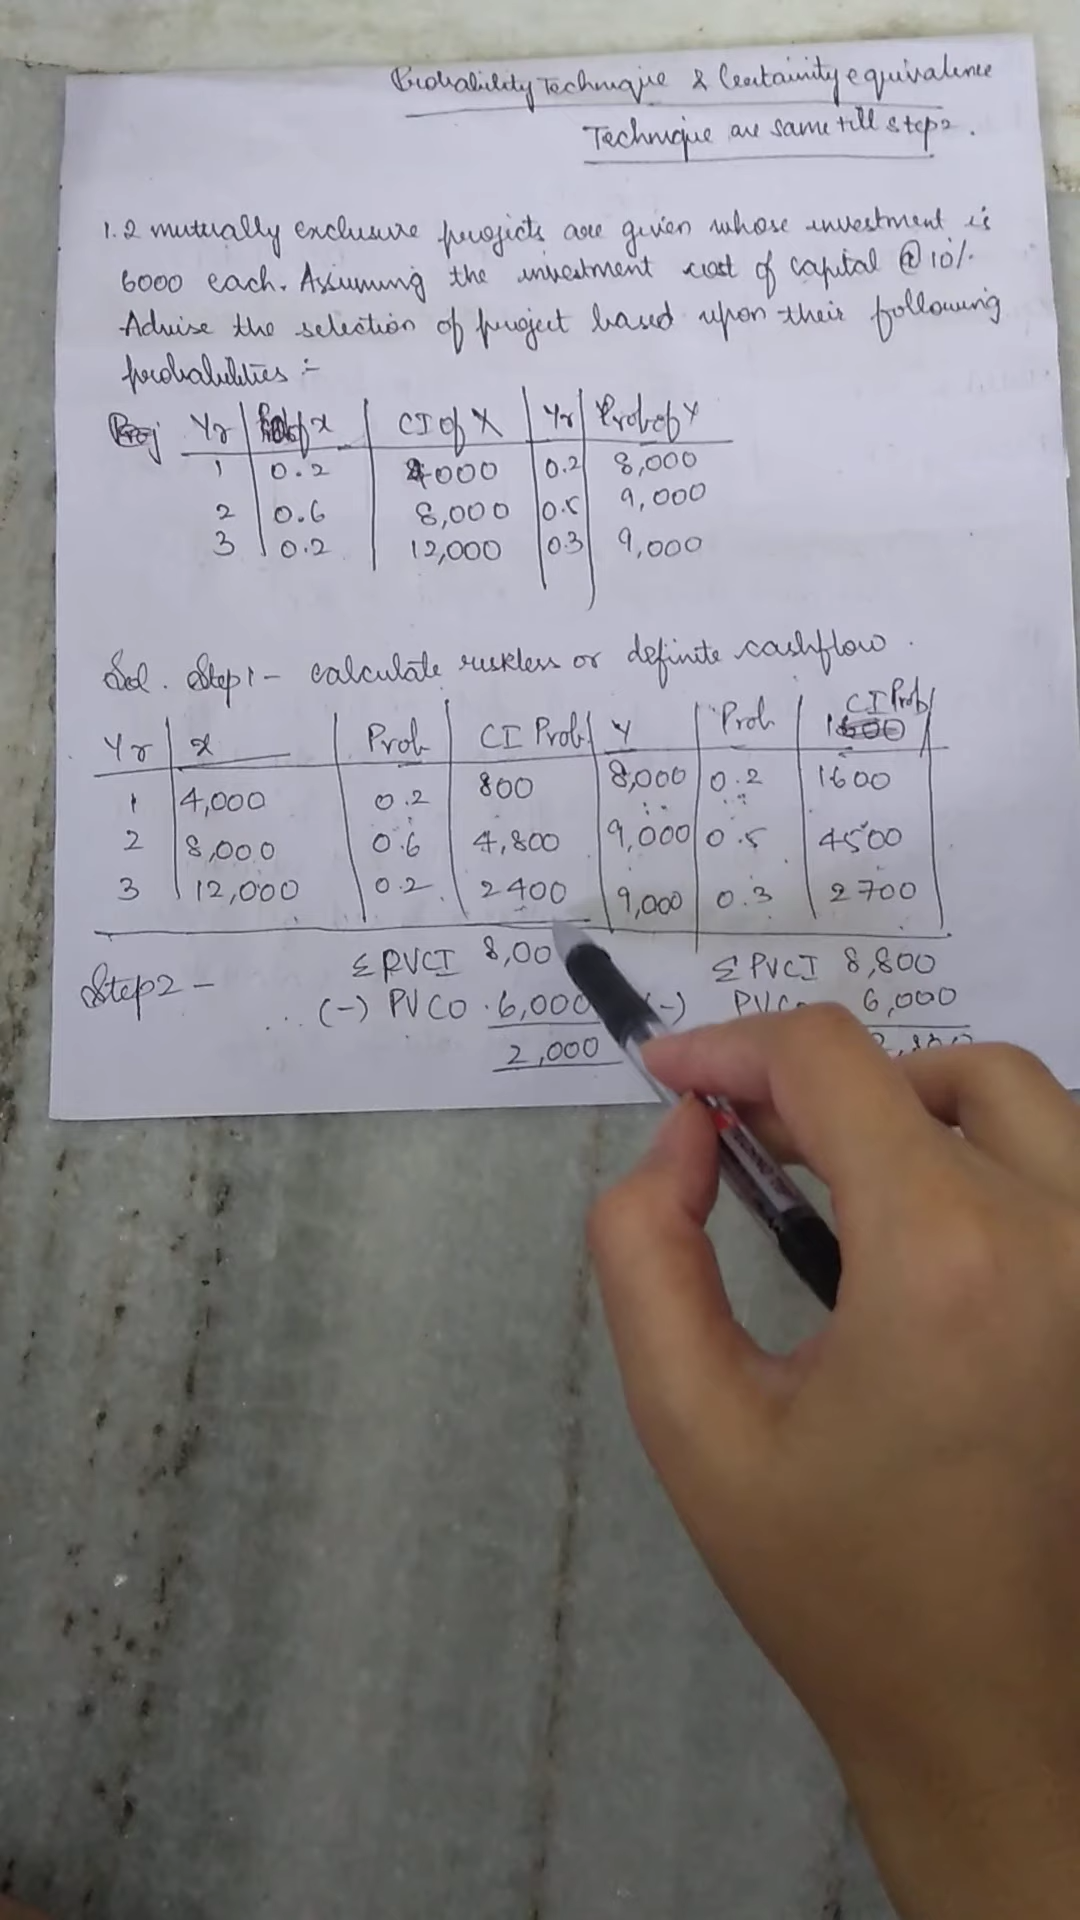 Probability Technique & Certainity equivalence
Technique are same till step2.
1. 2 mutually exclusive projects are given whose investment is
6000 each. Assuming the investment cost of capital @ 10%.
Advise the selection of project based upon their following
probabilities :-
Yr Prob of X CI of X Yr Prob of Y
1 0.2 4000 0.2 8,000
2 0.6 8,000 0.5 9,000
3 0.2 12,000 0.3 9,000
Sol. Step 1 - calculate riskless or definite cashflow.
Yr X Prob CI Prob Y Prob CI Prob
1 4,000 0.2 800 8,000 0.2 1600
2 8,000 0.6 4,800 9,000 0.5 4500
3 12,000 0.2 2400 9,000 0.3 2700
Step 2 - Σ PVCI 8,00 Σ PVCI 8,800
(-) PVCO 6,000 (-) 6,000
2,000